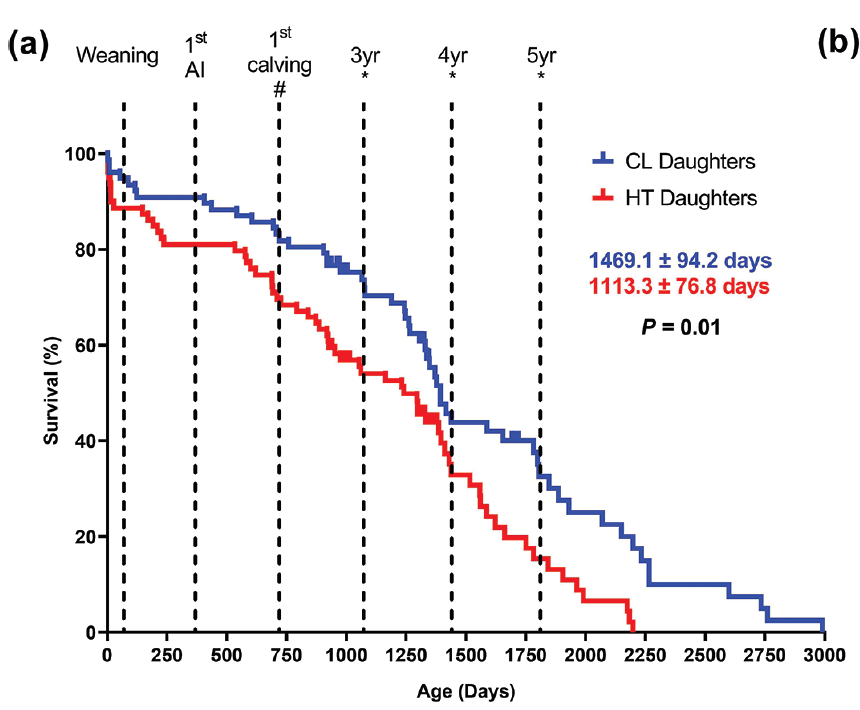 (a)
(b)
Weaning
1st
AI
1st
calving
#
3yr
*
4yr
*
5yr
*
100
80
60
40
20
0
Survival (%)
CL Daughters
HT Daughters
1469.1 ± 94.2 days
1113.3 ± 76.8 days
P = 0.01
0
250
500
750
1000
1250
1500
1750
2000
2250
2500
2750
3000
Age (Days)